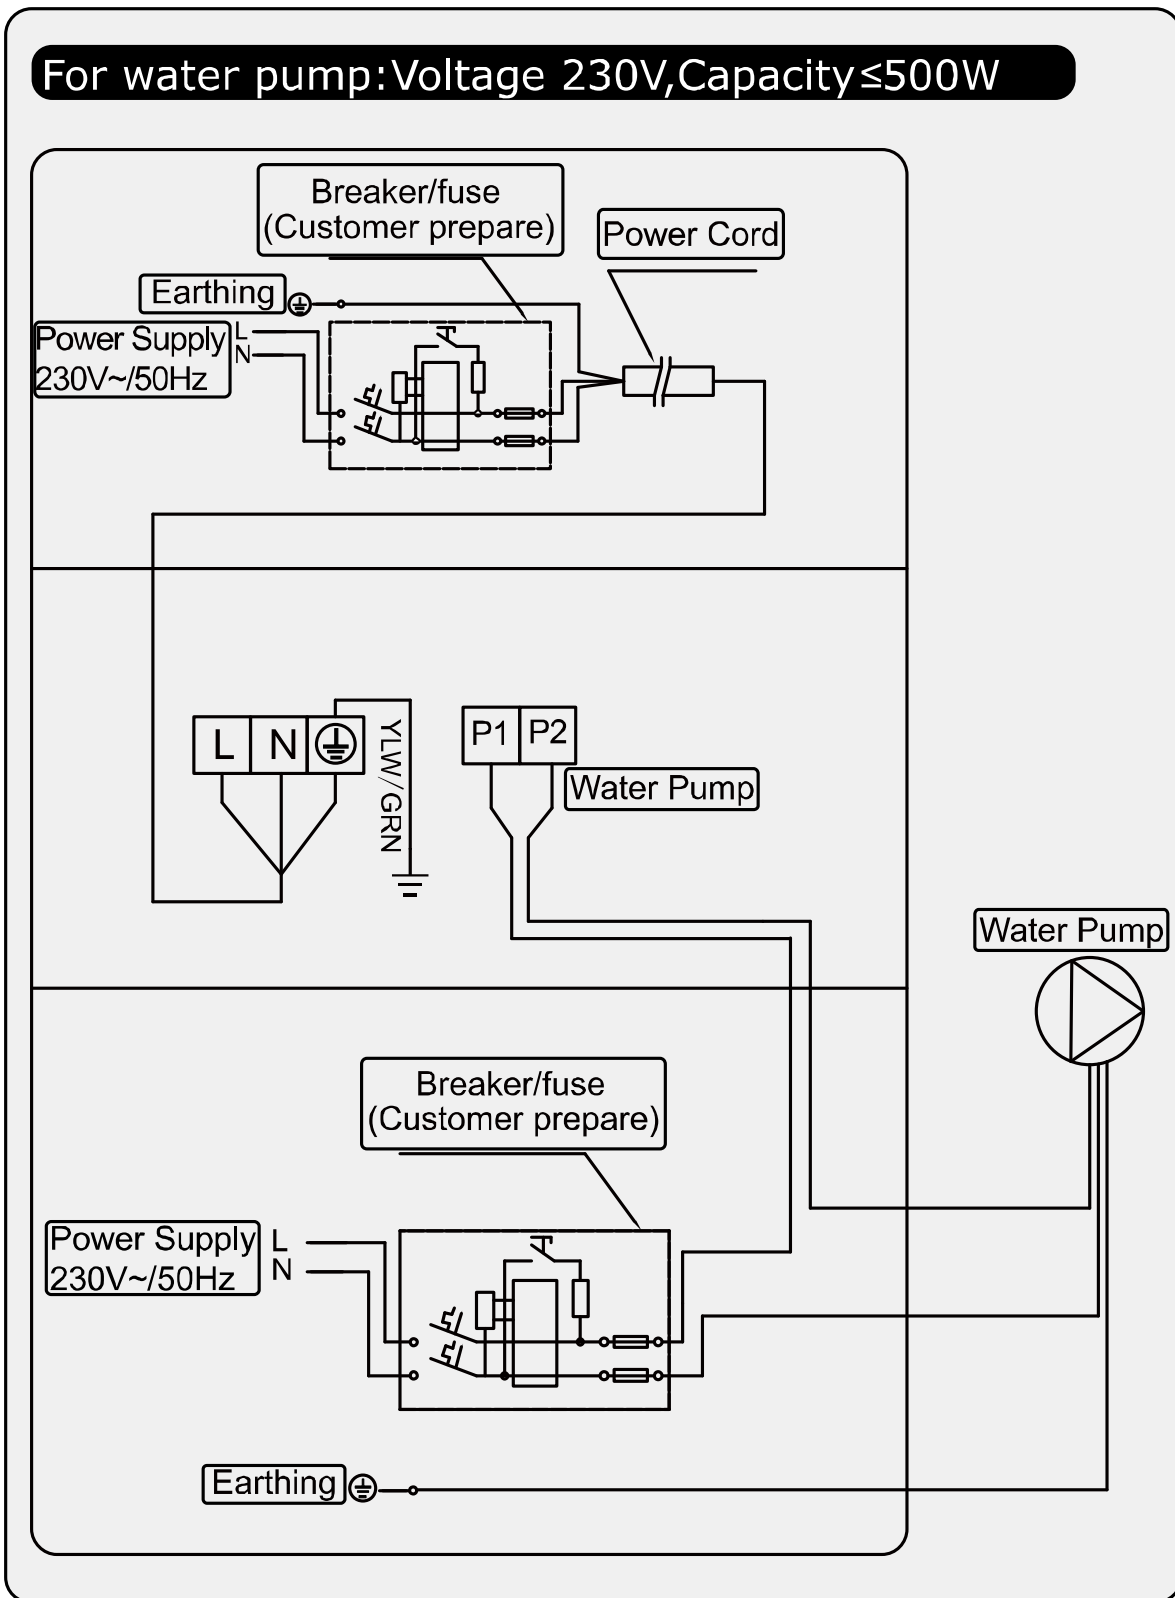 For water pump:Voltage 230V,Capacity≤500W
Breaker/fuse
(Customer prepare)
Power Cord
Earthing
Power Supply
230V~/50Hz
L
N
L N
YLW/GRN
P1 P2
Water Pump
Water Pump
Breaker/fuse
(Customer prepare)
Power Supply
230V~/50Hz
L
N
Earthing